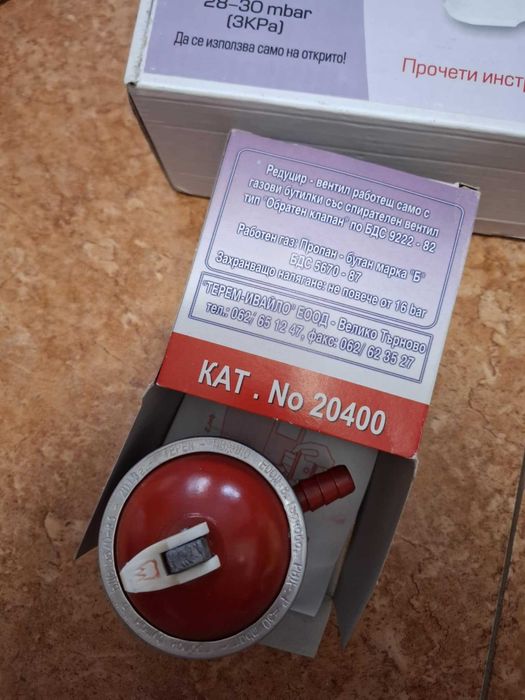 28–30 mbar
(3KPa)
Да се използва само на открито!
Прочети инстр
Редуцир - вентил работещ само с
газови бутилки със спирателен вентил
тип "Обратен клапан" по БДС 9222 - 82
Работен газ: Пропан - бутан марка "Б"
БДС 5670 - 87
Захранващо налягане: не повече от 16 bar
"ТЕРЕМ-ИВАЙЛО" ЕООД - Велико Търново
тел.: 062/ 65 12 47, факс: 062/ 62 35 27
КАТ . No 20400
ТЕРЕМ - ИВАЙЛО ЕООД